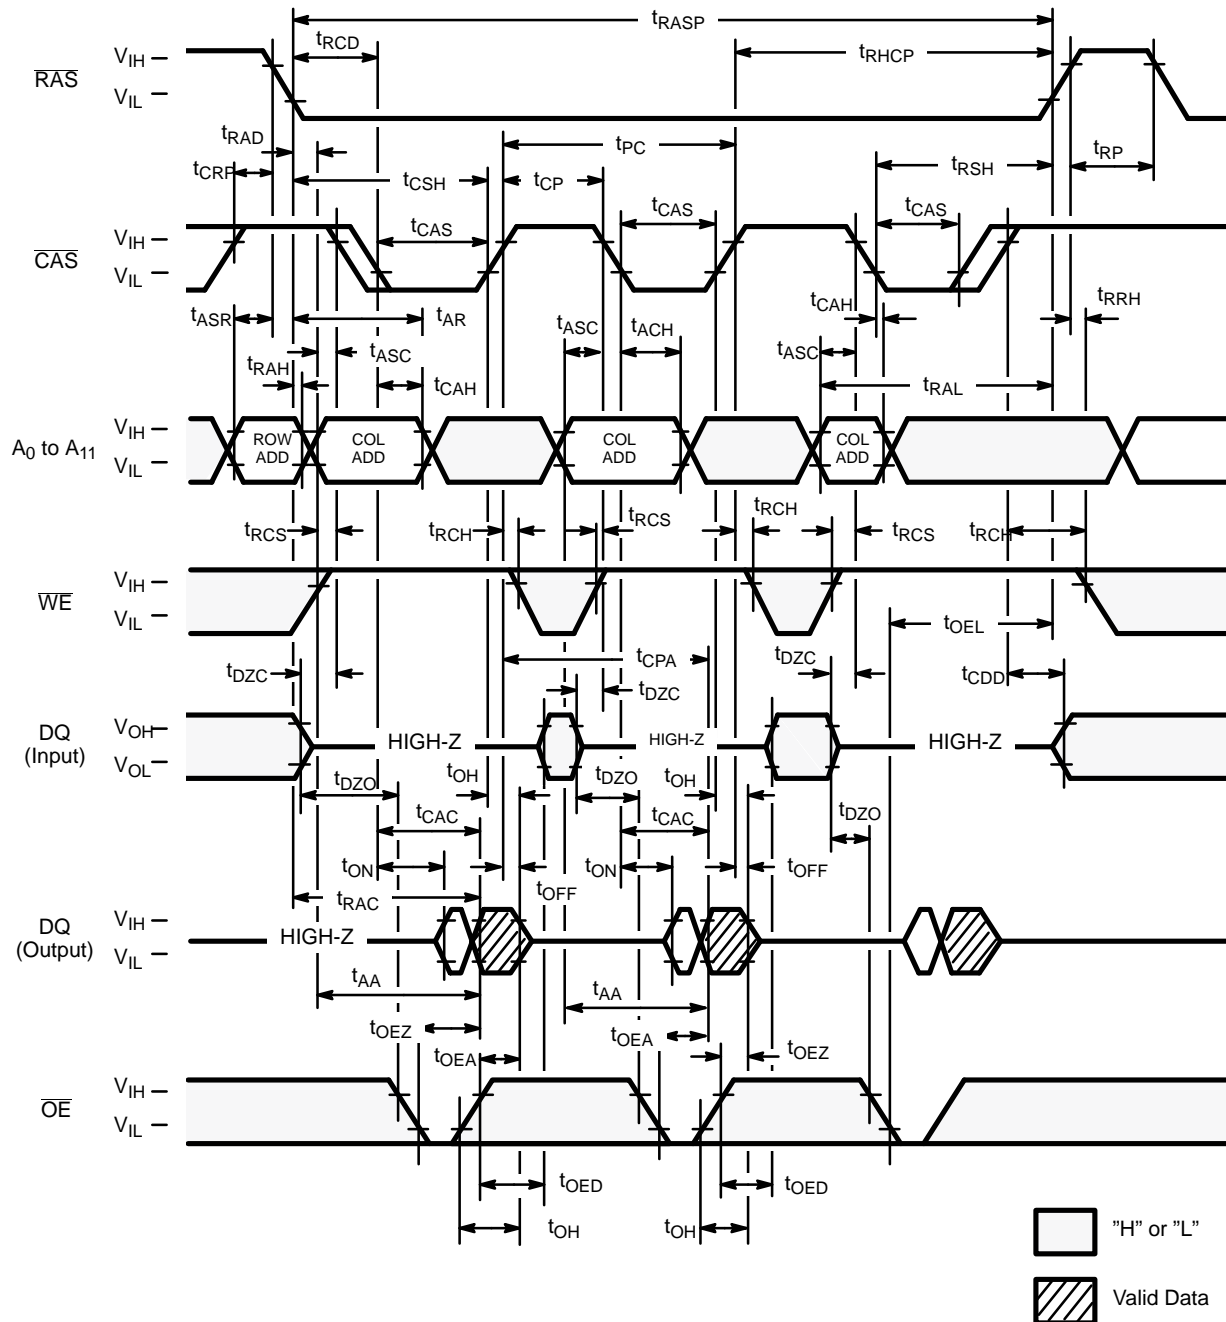 tRASP
tRCD
tRHCP
RAS
VIH
VIL
tRAD
tPC
tRP
tCRP
tCSH
tCP
tRSH
tCAS
tCAS
tCAS
CAS
VIH
VIL
tASR
tAR
tASC
tACH
tCAH
tRRH
tRAH
tASC
tCAH
tASC
tRAL
A0 to A11
VIH
VIL
ROW ADD
COL ADD
COL ADD
COL ADD
tRCS
tRCH
tRCS
tRCH
tRCS
tRCH
WE
VIH
VIL
tOEL
tDZC
tCPA
tDZC
tDZC
tCDD
DQ (Input)
VOH
VOL
HIGH-Z
HIGH-Z
HIGH-Z
tDZO
tOH
tDZO
tOH
tDZO
tCAC
tCAC
tON
tOFF
tON
tOFF
tRAC
DQ (Output)
VIH
VIL
HIGH-Z
tAA
tAA
tOEZ
tOEA
tOEA
tOEZ
OE
VIH
VIL
tOED
tOED
tOH
tOH
"H" or "L"
Valid Data